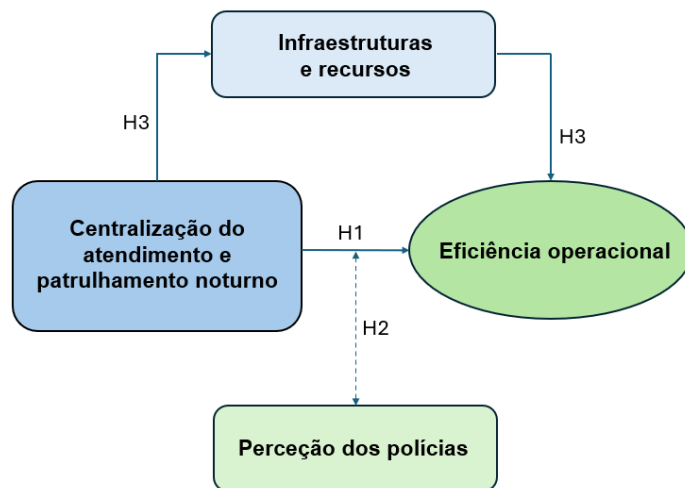 Infraestruturas
e recursos
H3
H3
Centralização do
atendimento e
patrulhamento noturno
H1
Eficiência operacional
H2
Perceção dos polícias